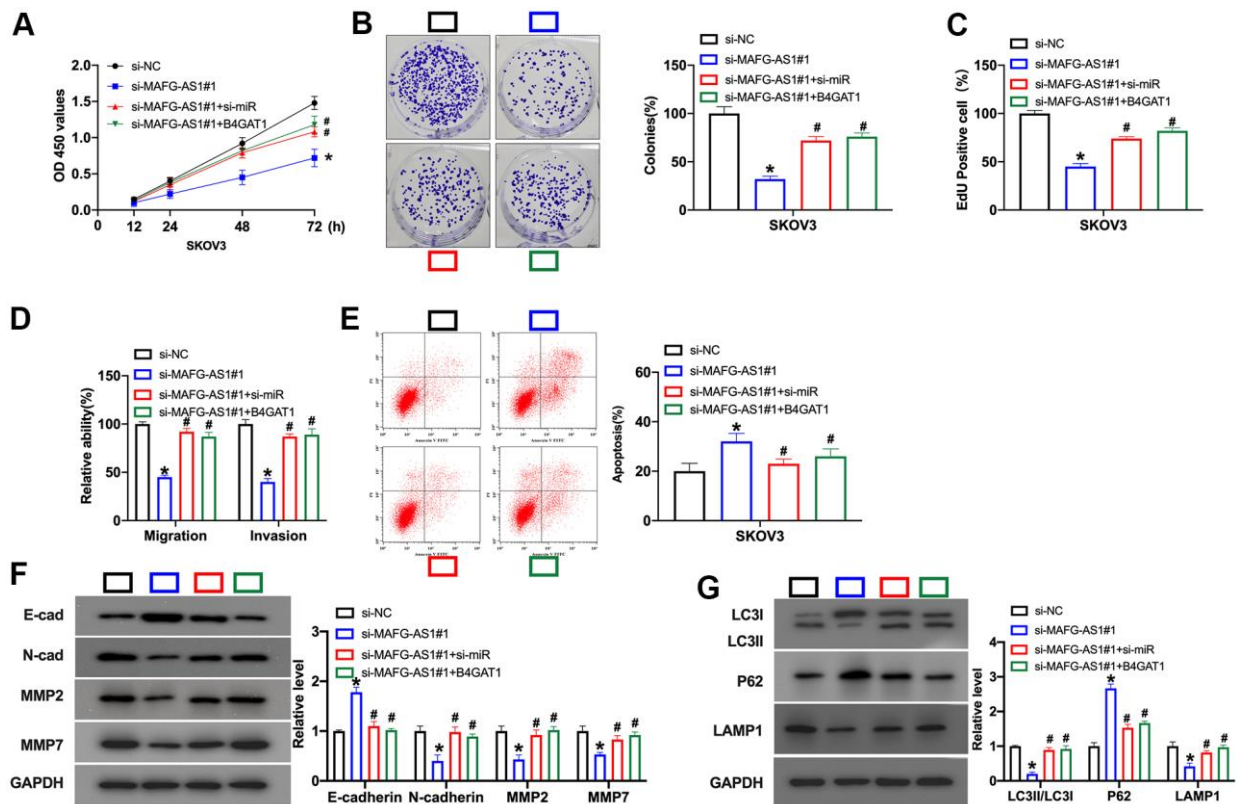 A
OD 450 values
2.0
1.5
1.0
0.5
0.0
0 12 24 48 72 (h)
SKOV3
si-NC
si-MAFG-AS1#1
si-MAFG-AS1#1+si-miR
si-MAFG-AS1#1+B4GAT1
#
#
*
B
Colonies(%)
150
100
50
0
SKOV3
si-NC
si-MAFG-AS1#1
si-MAFG-AS1#1+si-miR
si-MAFG-AS1#1+B4GAT1
* # #
C
EdU Positive cell (%)
150
100
50
0
SKOV3
si-NC
si-MAFG-AS1#1
si-MAFG-AS1#1+si-miR
si-MAFG-AS1#1+B4GAT1
* # #
D
Relative ability(%)
150
100
50
0
Migration Invasion
si-NC
si-MAFG-AS1#1
si-MAFG-AS1#1+si-miR
si-MAFG-AS1#1+B4GAT1
* # # * # #
E
Annexin V FITC
Annexin V FITC
Annexin V FITC
Annexin V FITC
Apoptosis(%)
60
40
20
0
SKOV3
si-NC
si-MAFG-AS1#1
si-MAFG-AS1#1+si-miR
si-MAFG-AS1#1+B4GAT1
* # #
F
E-cad
N-cad
MMP2
MMP7
GAPDH
Relative level
3
2
1
0
E-cadherin N-cadherin MMP2 MMP7
si-NC
si-MAFG-AS1#1
si-MAFG-AS1#1+si-miR
si-MAFG-AS1#1+B4GAT1
* # # * # # * # # * # #
G
LC3I
LC3II
P62
LAMP1
GAPDH
Relative level
4
3
2
1
0
LC3II/LC3I P62 LAMP1
si-NC
si-MAFG-AS1#1
si-MAFG-AS1#1+si-miR
si-MAFG-AS1#1+B4GAT1
* # # * # # * # #